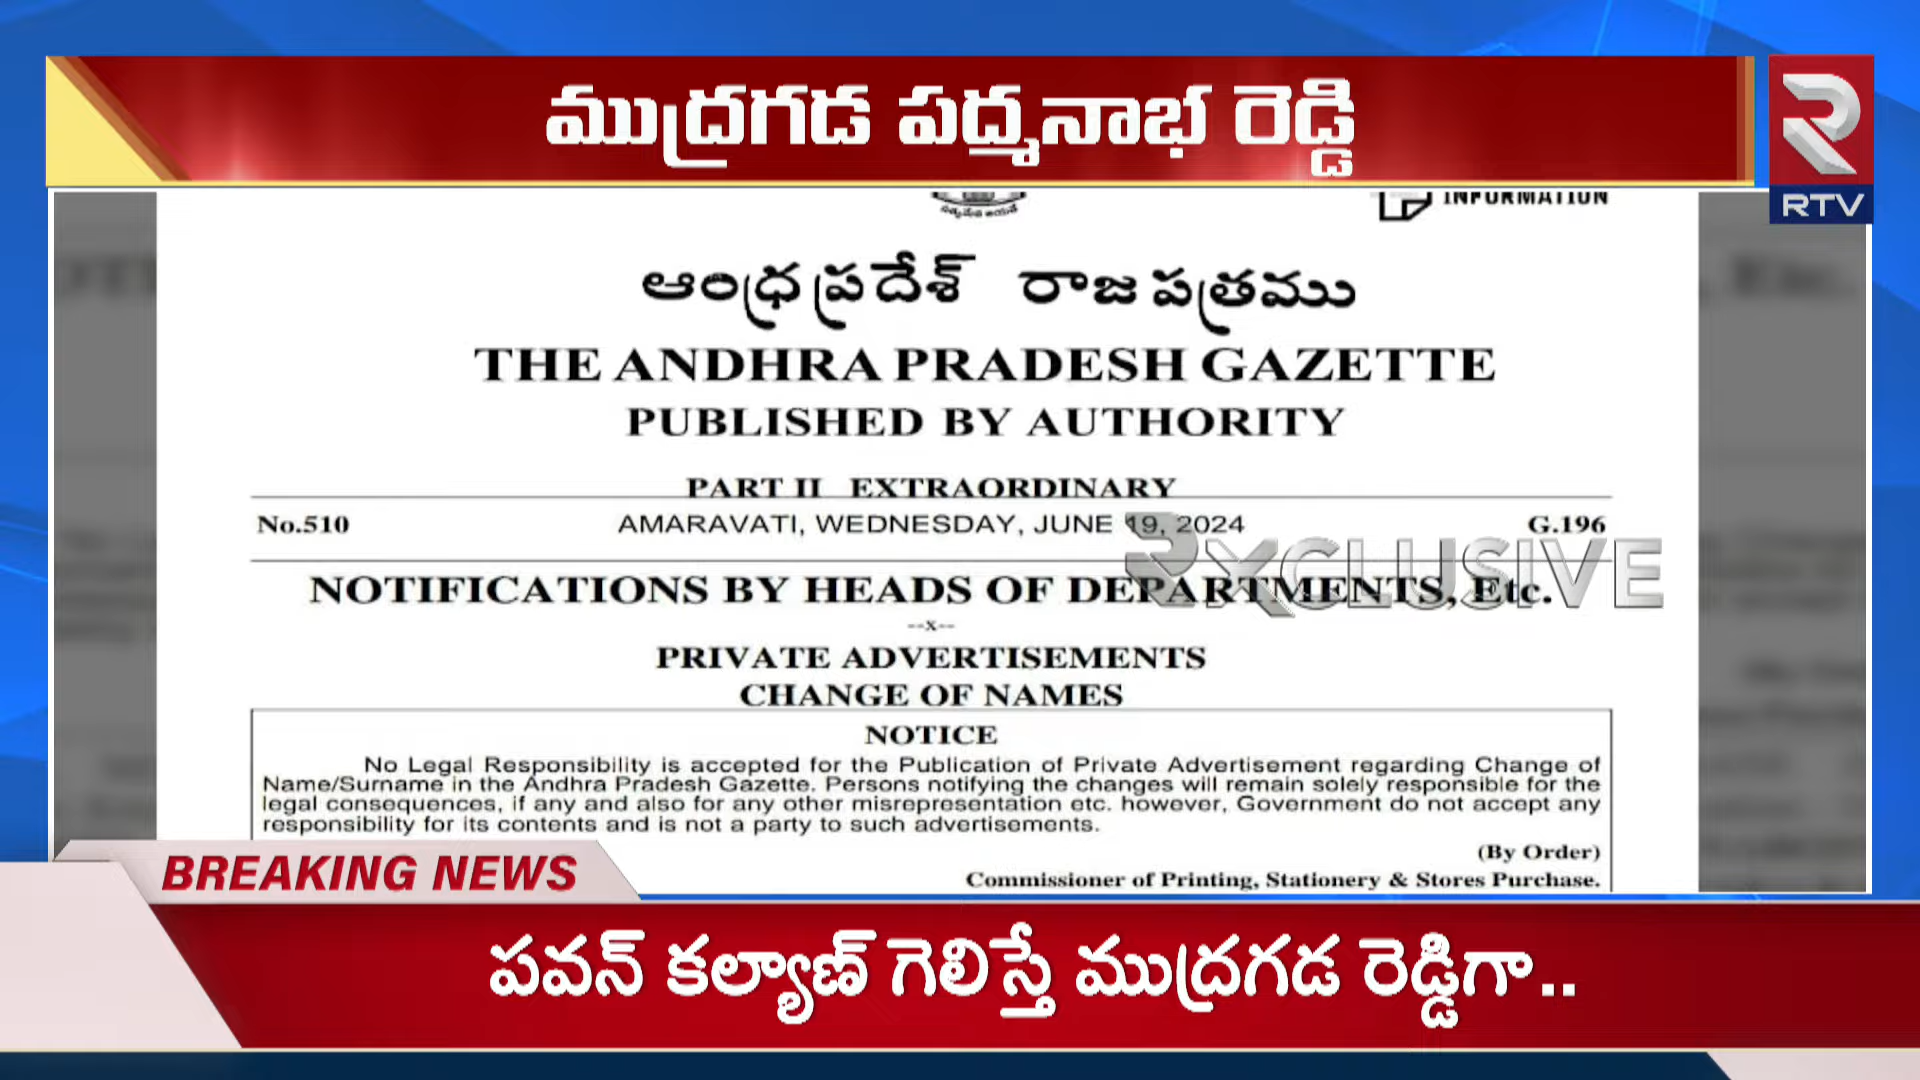 ముద్రగడ పద్మనాభ రెడ్డి
RTV
INFORMATION
ఆంధ్రప్రదేశ్ రాజపత్రము
THE ANDHRA PRADESH GAZETTE
PUBLISHED BY AUTHORITY
PART II EXTRAORDINARY
No.510 AMARAVATI, WEDNESDAY, JUNE 19, 2024 G.196
RXCLUSIVE
NOTIFICATIONS BY HEADS OF DEPARTMENTS, Etc.
--x--
PRIVATE ADVERTISEMENTS
CHANGE OF NAMES
NOTICE
No Legal Responsibility is accepted for the Publication of Private Advertisement regarding Change of
Name/Surname in the Andhra Pradesh Gazette. Persons notifying the changes will remain solely responsible for the
legal consequences, if any and also for any other misrepresentation etc. however, Government do not accept any
responsibility for its contents and is not a party to such advertisements.
(By Order)
Commissioner of Printing, Stationery & Stores Purchase.
BREAKING NEWS
పవన్ కల్యాణ్ గెలిస్తే ముద్రగడ రెడ్డిగా..